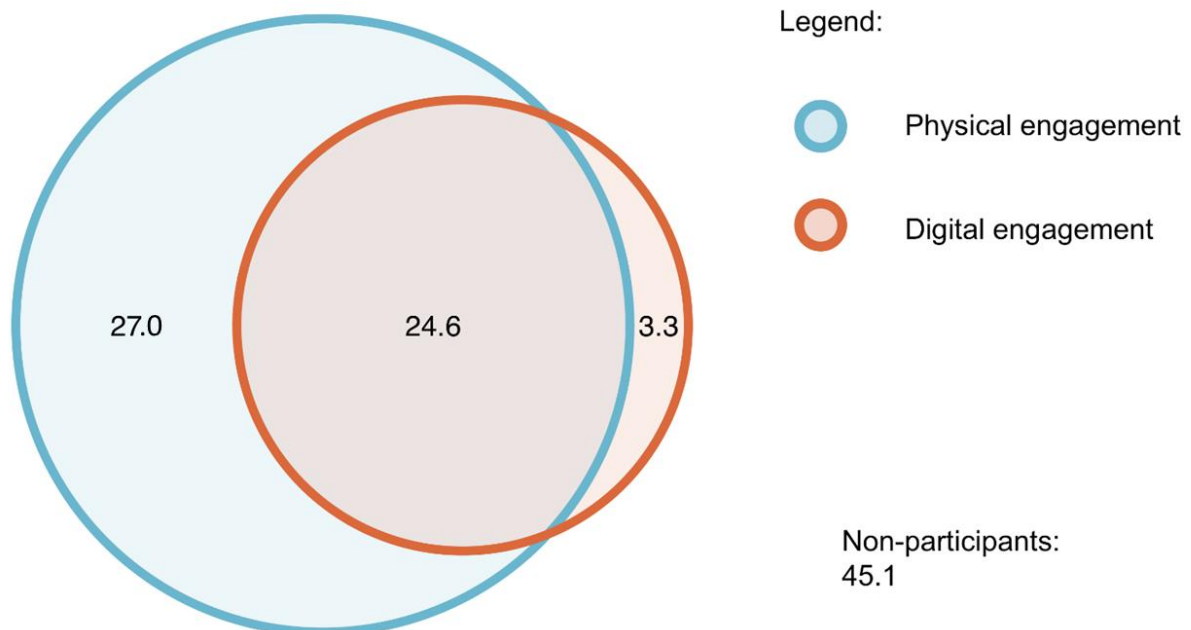 Legend:
Physical engagement
Digital engagement
27.0
24.6
3.3
Non-participants:
45.1